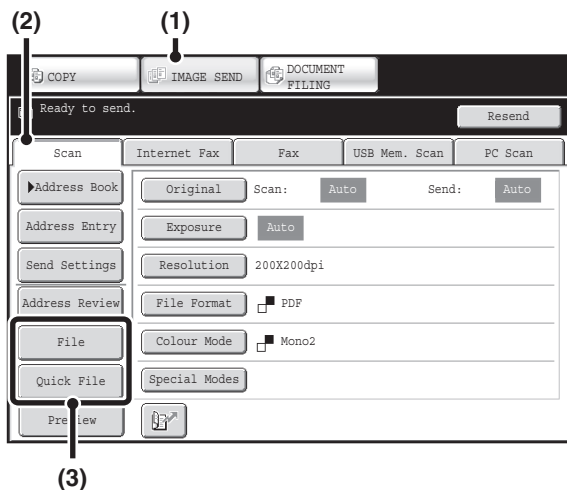 (2) (1)
COPY IMAGE SEND DOCUMENT
FILING
Ready to send.
Resend
Scan Internet Fax Fax USB Mem. Scan PC Scan
Address Book Original Scan: Auto Send: Auto
Address Entry Exposure Auto
Send Settings Resolution 200X200dpi
Address Review File Format PDF
File Colour Mode Mono2
Quick File Special Modes
Preview
(3)